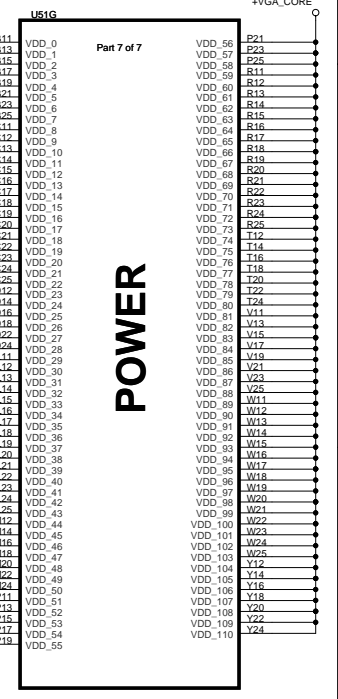 +VGA_CORE
U51G
Part 7 of 7
POWER
VDD_0
VDD_1
VDD_2
VDD_3
VDD_4
VDD_5
VDD_6
VDD_7
VDD_8
VDD_9
VDD_10
VDD_11
VDD_12
VDD_13
VDD_14
VDD_15
VDD_16
VDD_17
VDD_18
VDD_19
VDD_20
VDD_21
VDD_22
VDD_23
VDD_24
VDD_25
VDD_26
VDD_27
VDD_28
VDD_29
VDD_30
VDD_31
VDD_32
VDD_33
VDD_34
VDD_35
VDD_36
VDD_37
VDD_38
VDD_39
VDD_40
VDD_41
VDD_42
VDD_43
VDD_44
VDD_45
VDD_46
VDD_47
VDD_48
VDD_49
VDD_50
VDD_51
VDD_52
VDD_53
VDD_54
VDD_55
VDD_56 P21
VDD_57 P23
VDD_58 P25
VDD_59 R11
VDD_60 R12
VDD_61 R13
VDD_62 R14
VDD_63 R15
VDD_64 R16
VDD_65 R17
VDD_66 R18
VDD_67 R19
VDD_68 R20
VDD_69 R21
VDD_70 R22
VDD_71 R23
VDD_72 R24
VDD_73 R25
VDD_74 T12
VDD_75 T14
VDD_76 T16
VDD_77 T18
VDD_78 T20
VDD_79 T22
VDD_80 T24
VDD_81 V11
VDD_82 V13
VDD_83 V15
VDD_84 V17
VDD_85 V19
VDD_86 V21
VDD_87 V23
VDD_88 V25
VDD_89 W11
VDD_90 W12
VDD_91 W13
VDD_92 W14
VDD_93 W15
VDD_94 W16
VDD_95 W17
VDD_96 W18
VDD_97 W19
VDD_98 W20
VDD_99 W21
VDD_100 W22
VDD_101 W23
VDD_102 W24
VDD_103 W25
VDD_104 Y12
VDD_105 Y14
VDD_106 Y16
VDD_107 Y18
VDD_108 Y20
VDD_109 Y22
VDD_110 Y24